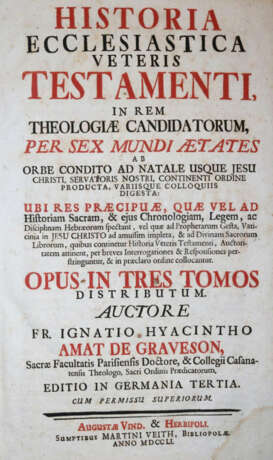 HISTORIA
ECCLESIASTICA
VETERIS
TESTAMENTI,
IN REM
THEOLOGIÆ CANDIDATORUM,
PER SEX MUNDI ÆTATES
AB
ORBE CONDITO AD NATALE USQUE JESU
CHRISTI, SERVATORIS NOSTRI, CONTINENTI ORDINE
PRODUCTA, VARIISQUE COLLOQUIIS
DIGESTA:
UBI RES PRÆCIPUÆ, QUÆ VEL AD
Historiam Sacram, & ejus Chronologiam, Legem, ac
Disciplinam Hebræorum spectant, vel quæ ad Prophetarum Gesta, Vati-
cinia in JESU CHRISTO ad amussim impleta, & ad Divinam Sacrorum
Librorum, quibus continetur Historia Veteris Testamenti, Auctori-
tatem attinent, per breves Interrogationes & Responsiones per-
stringuntur, & in præclaro ordine collocantur.
OPUS IN TRES TOMOS
DISTRIBUTUM.
AUCTORE
FR. IGNATIO HYACINTHO
AMAT DE GRAVESON,
Sacræ Facultatis Parisiensis Doctore, & Collegii Casana-
tensis Theologo, Sacri Ordinis Prædicatorum.
EDITIO IN GERMANIA TERTIA.
CUM PERMISSU SUPERIORUM.
AUGUSTÆ VIND. & HERBIPOLI.
SUMPTIBUS MARTINI VEITH, BIBLIOPOLÆ.
ANNO MDCCLI.